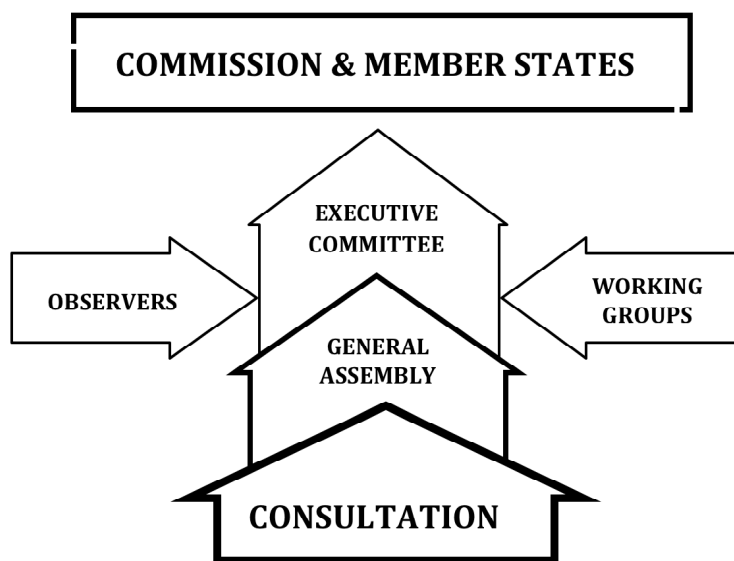 COMMISSION & MEMBER STATES
EXECUTIVE
COMMITTEE
OBSERVERS
WORKING
GROUPS
GENERAL
ASSEMBLY
CONSULTATION